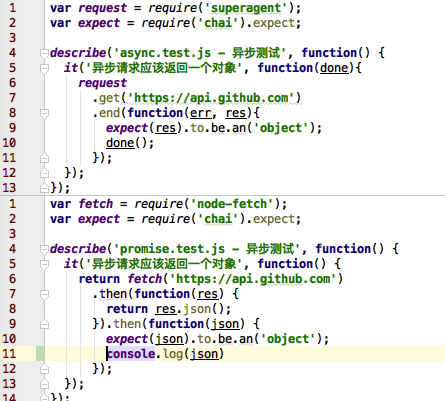 1 var request = require('superagent');
2 var expect = require('chai').expect;
3
4 describe('async.test.js - 异步测试', function() {
5 it('异步请求应该返回一个对象', function(done){
6 request
7 .get('https://api.github.com')
8 .end(function(err, res){
9 expect(res).to.be.an('object');
10 done();
11 });
12 });
13 });
1 var fetch = require('node-fetch');
2 var expect = require('chai').expect;
3
4 describe('promise.test.js - 异步测试', function() {
5 it('异步请求应该返回一个对象', function() {
6 return fetch('https://api.github.com')
7 .then(function(res) {
8 return res.json();
9 }).then(function(json) {
10 expect(json).to.be.an('object');
11 console.log(json)
12 });
13 });
14 });